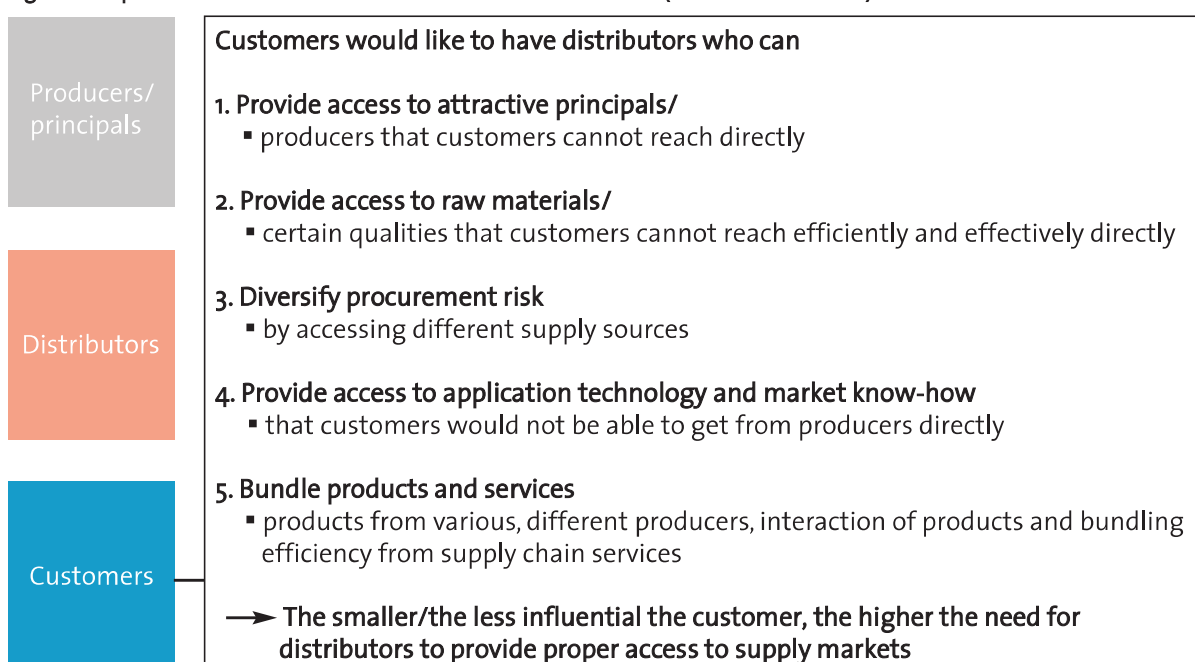 Producers/
principals
Distributors
Customers
Customers would like to have distributors who can
1. Provide access to attractive principals/
▪ producers that customers cannot reach directly
2. Provide access to raw materials/
▪ certain qualities that customers cannot reach efficiently and effectively directly
3. Diversify procurement risk
▪ by accessing different supply sources
4. Provide access to application technology and market know-how
▪ that customers would not be able to get from producers directly
5. Bundle products and services
▪ products from various, different producers, interaction of products and bundling
efficiency from supply chain services
→ The smaller/the less influential the customer, the higher the need for
distributors to provide proper access to supply markets